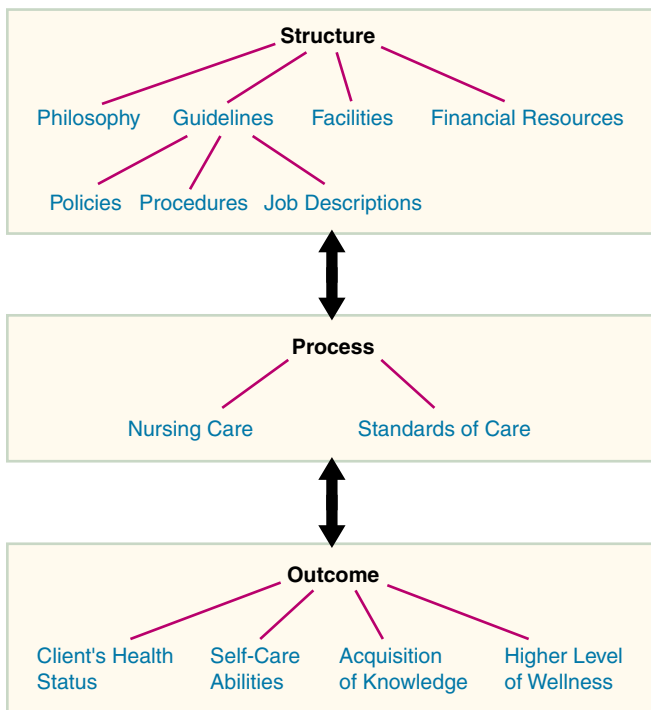 Structure
Philosophy Guidelines Facilities Financial Resources
Policies Procedures Job Descriptions
Process
Nursing Care Standards of Care
Outcome
Client's Health Status
Self-Care Abilities
Acquisition of Knowledge
Higher Level of Wellness